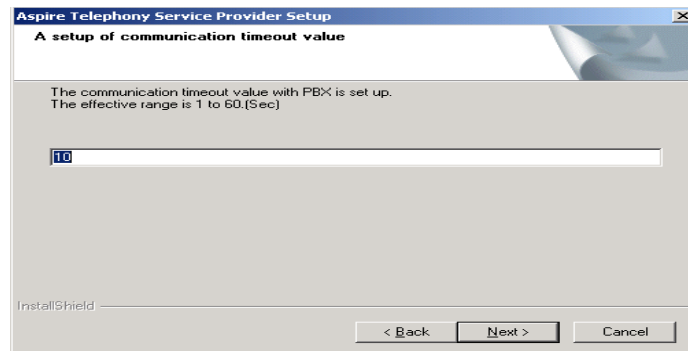 Aspire Telephony Service Provider Setup
A setup of communication timeout value
The communication timeout value with PBX is set up.
The effective range is 1 to 60.(Sec)
10
InstallShield
< Back
Next >
Cancel